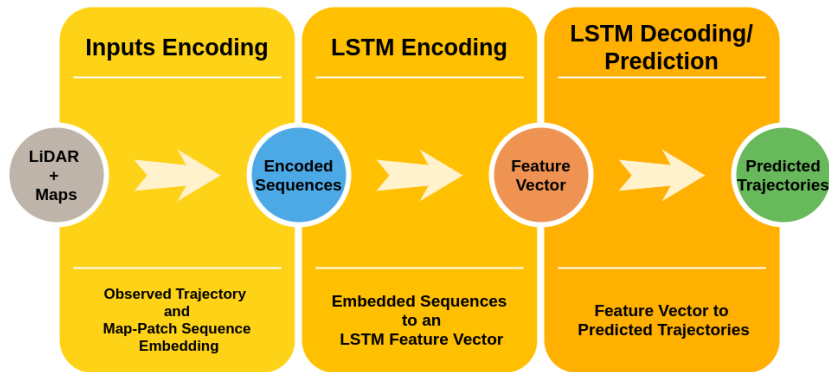 Inputs Encoding
LSTM Encoding
LSTM Decoding/
Prediction
LiDAR
+
Maps
Encoded
Sequences
Feature
Vector
Predicted
Trajectories
Observed Trajectory
and
Map-Patch Sequence
Embedding
Embedded Sequences
to an
LSTM Feature Vector
Feature Vector to
Predicted Trajectories